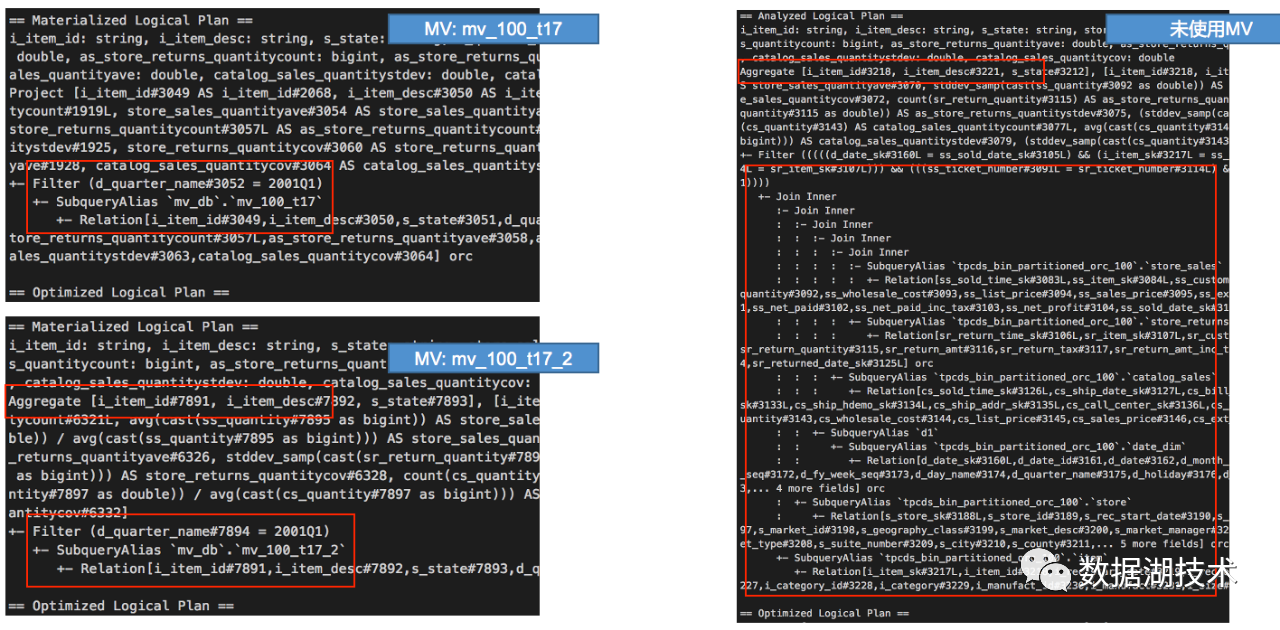 == Materialized Logical Plan ==
i_item_id: string, i_item_desc: string, s_state:
MV: mv_100_t17
double, as_store_returns_quantitycount: bigint, as_store_returns_qu
ales_quantityave: double, catalog_sales_quantitystdev: double, catal
Project [i_item_id#3049 AS i_item_id#2068, i_item_desc#3050 AS i_ite
tycount#1919L, store_sales_quantityave#3054 AS store_sales_quantitya
store_returns_quantitycount#3057L AS as_store_returns_quantitycount#
itystdev#1925, store_returns_quantitycov#3060 AS store_returns_quant
yave#1928, catalog_sales_quantitycov#3064 AS catalog_sales_quantitys
+- Filter (d_quarter_name#3052 = 2001Q1)
+- SubqueryAlias `mv_db`.`mv_100_t17`
+- Relation[i_item_id#3049,i_item_desc#3050,s_state#3051,d_qua
tore_returns_quantitycount#3057L,as_store_returns_quantityave#3058,a
ales_quantitystdev#3063,catalog_sales_quantitycov#3064] orc
== Optimized Logical Plan ==
== Materialized Logical Plan ==
i_item_id: string, i_item_desc: string, s_state:
MV: mv_100_t17_2
s_quantitycount: bigint, as_store_returns_quant
, catalog_sales_quantitystdev: double, catalog_sales_quantitycov:
Aggregate [i_item_id#7891, i_item_desc#7892, s_state#7893], [i_ite
tycount#6321L, avg(cast(ss_quantity#7895 as bigint)) AS store_sale
ble)) / avg(cast(ss_quantity#7895 as bigint))) AS store_sales_quan
_returns_quantityave#6326, stddev_samp(cast(sr_return_quantity#789
as bigint))) AS store_returns_quantitycov#6328, count(cs_quantity
ntity#7897 as double)) / avg(cast(cs_quantity#7897 as bigint))) AS
antitycov#6332]
+- Filter (d_quarter_name#7894 = 2001Q1)
+- SubqueryAlias `mv_db`.`mv_100_t17_2`
+- Relation[i_item_id#7891,i_item_desc#7892,s_state#7893,d_q
== Optimized Logical Plan ==
== Analyzed Logical Plan ==
i_item_id: string, i_item_desc: string, s_state: string, stor
未使用MV
s_quantitycount: bigint, as_store_returns_quantityave: double, as_store_returns_q
, catalog_sales_quantitystdev: double, catalog_sales_quantitycov: double
Aggregate [i_item_id#3218, i_item_desc#3221, s_state#3212], [i_item_id#3218, i_it
S store_sales_quantityave#3070, stddev_samp(cast(ss_quantity#3092 as double)) AS
e_sales_quantitycov#3072, count(sr_return_quantity#3115) AS as_store_returns_quan
quantity#3115 as double)) AS as_store_returns_quantitystdev#3075, (stddev_samp(ca
(cs_quantity#3143) AS catalog_sales_quantitycount#3077L, avg(cast(cs_quantity#314
bigint))) AS catalog_sales_quantitystdev#3079, (stddev_samp(cast(cs_quantity#3143
+- Filter (((((d_date_sk#3160L = ss_sold_date_sk#3105L) && (i_item_sk#3217L = ss_
4L = sr_item_sk#3107L))) && (((ss_ticket_number#3091L = sr_ticket_number#3114L) &
1))))
+- Join Inner
:- Join Inner
: :- Join Inner
: : :- Join Inner
: : : :- Join Inner
: : : : :- SubqueryAlias `tpcds_bin_partitioned_orc_100`.`store_sales`
: : : : : +- Relation[ss_sold_time_sk#3083L,ss_item_sk#3084L,ss_custom
quantity#3092,ss_wholesale_cost#3093,ss_list_price#3094,ss_sales_price#3095,ss_ex
1,ss_net_paid#3102,ss_net_paid_inc_tax#3103,ss_net_profit#3104,ss_sold_date_sk#31
: : : : +- SubqueryAlias `tpcds_bin_partitioned_orc_100`.`store_returns
: : : : +- Relation[sr_return_time_sk#3106L,sr_item_sk#3107L,sr_cust
sr_return_quantity#3115,sr_return_amt#3116,sr_return_tax#3117,sr_return_amt_inc_t
4,sr_returned_date_sk#3125L] orc
: : : +- SubqueryAlias `tpcds_bin_partitioned_orc_100`.`catalog_sales`
: : : +- Relation[cs_sold_time_sk#3126L,cs_ship_date_sk#3127L,cs_bill
sk#3133L,cs_ship_hdemo_sk#3134L,cs_ship_addr_sk#3135L,cs_call_center_sk#3136L,cs_
quantity#3143,cs_wholesale_cost#3144,cs_list_price#3145,cs_sales_price#3146,cs_ext
: : +- SubqueryAlias `d1`
: : +- SubqueryAlias `tpcds_bin_partitioned_orc_100`.`date_dim`
: : +- Relation[d_date_sk#3160L,d_date_id#3161,d_date#3162,d_month_
_seq#3172,d_fy_week_seq#3173,d_day_name#3174,d_quarter_name#3175,d_holiday#3176,d
3,... 4 more fields] orc
: +- SubqueryAlias `tpcds_bin_partitioned_orc_100`.`store`
: +- Relation[s_store_sk#3188L,s_store_id#3189,s_rec_start_date#3190,s_
97,s_market_id#3198,s_geography_class#3199,s_market_desc#3200,s_market_manager#32
et_type#3208,s_suite_number#3209,s_city#3210,s_county#3211,... 5 more fields] orc
+- SubqueryAlias `tpcds_bin_partitioned_orc_100`.`item`
+- Relation[i_item_sk#3217L,
227,i_category_id#3228,i_category#3229,
数据湖技术
== Optimized Logical Plan ==